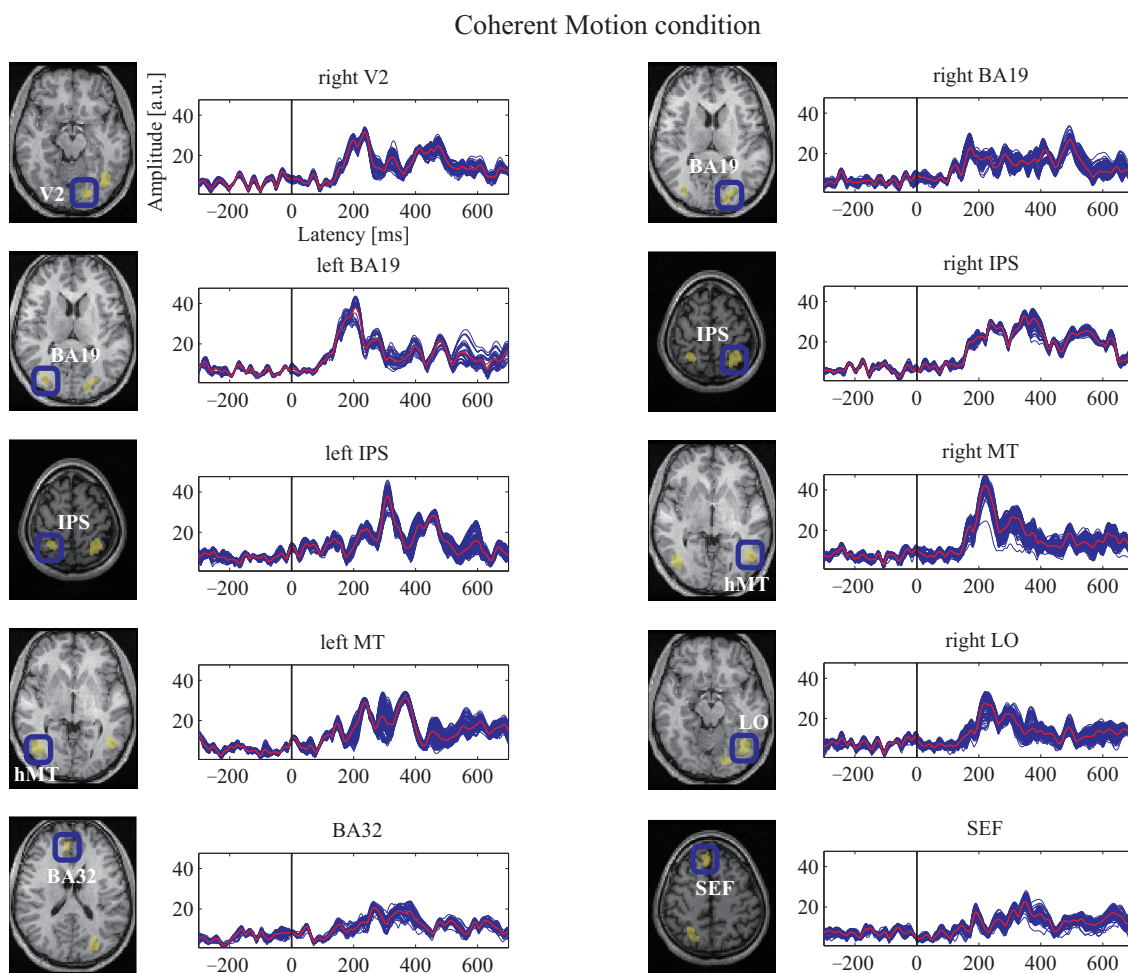 Coherent Motion condition
right V2
Amplitude [a.u.]
40
20
V2
−200 0 200 400 600
Latency [ms]
right BA19
40
20
BA19
−200 0 200 400 600
left BA19
40
20
BA19
−200 0 200 400 600
right IPS
40
20
IPS
−200 0 200 400 600
left IPS
40
20
IPS
−200 0 200 400 600
right MT
40
20
hMT
−200 0 200 400 600
left MT
40
20
hMT
−200 0 200 400 600
right LO
40
20
LO
−200 0 200 400 600
BA32
40
20
BA32
−200 0 200 400 600
SEF
40
20
SEF
−200 0 200 400 600